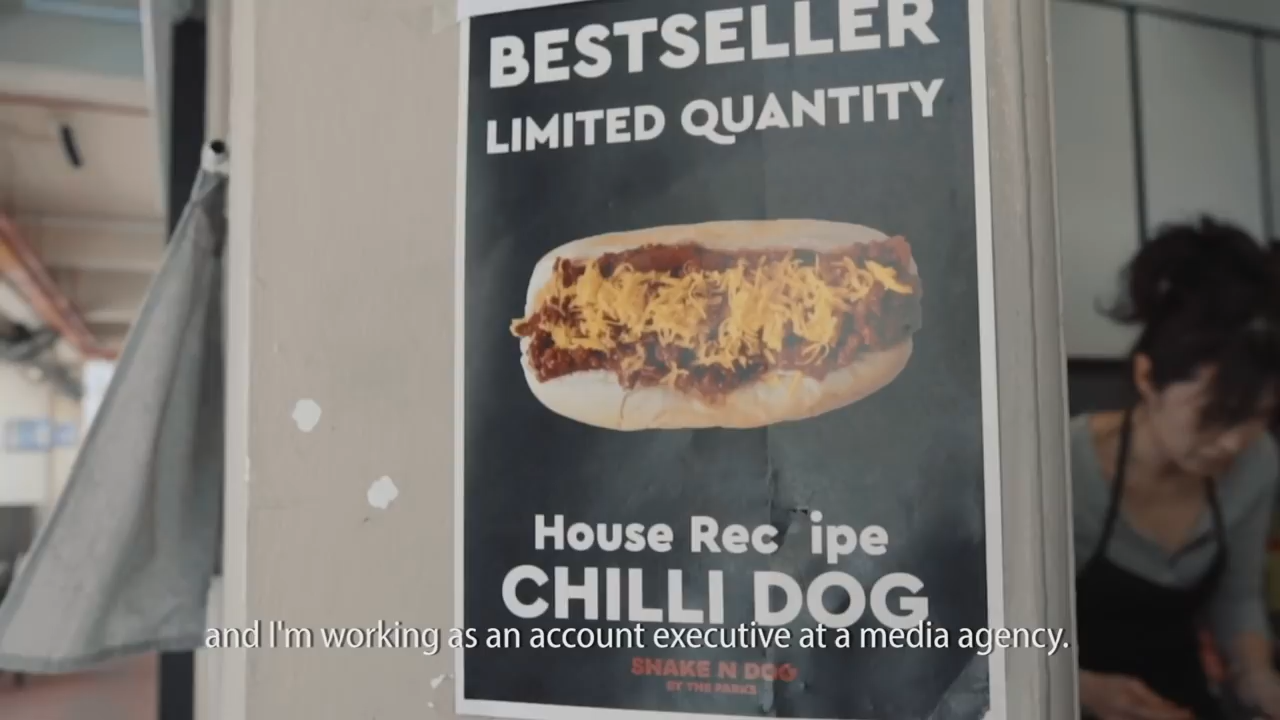 BESTSELLER
LIMITED QUANTITY
House Rec ipe
CHILLI DOG
and I'm working as an account executive at a media agency.
SHAKE N DOG
BY THE PARKS